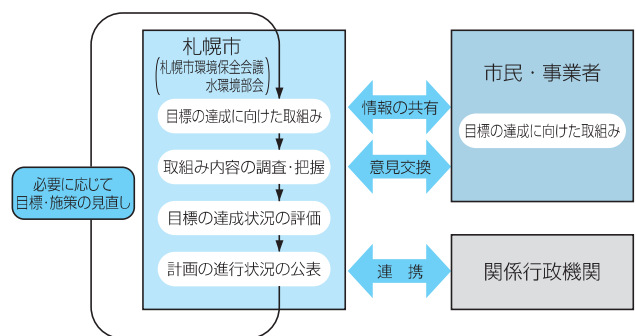 札幌市
(札幌市環境保全会議
水環境部会)
目標の達成に向けた取組み
取組み内容の調査・把握
目標の達成状況の評価
計画の進行状況の公表
必要に応じて
目標・施策の見直し
情報の共有
意見交換
連 携
市民・事業者
目標の達成に向けた取組み
関係行政機関